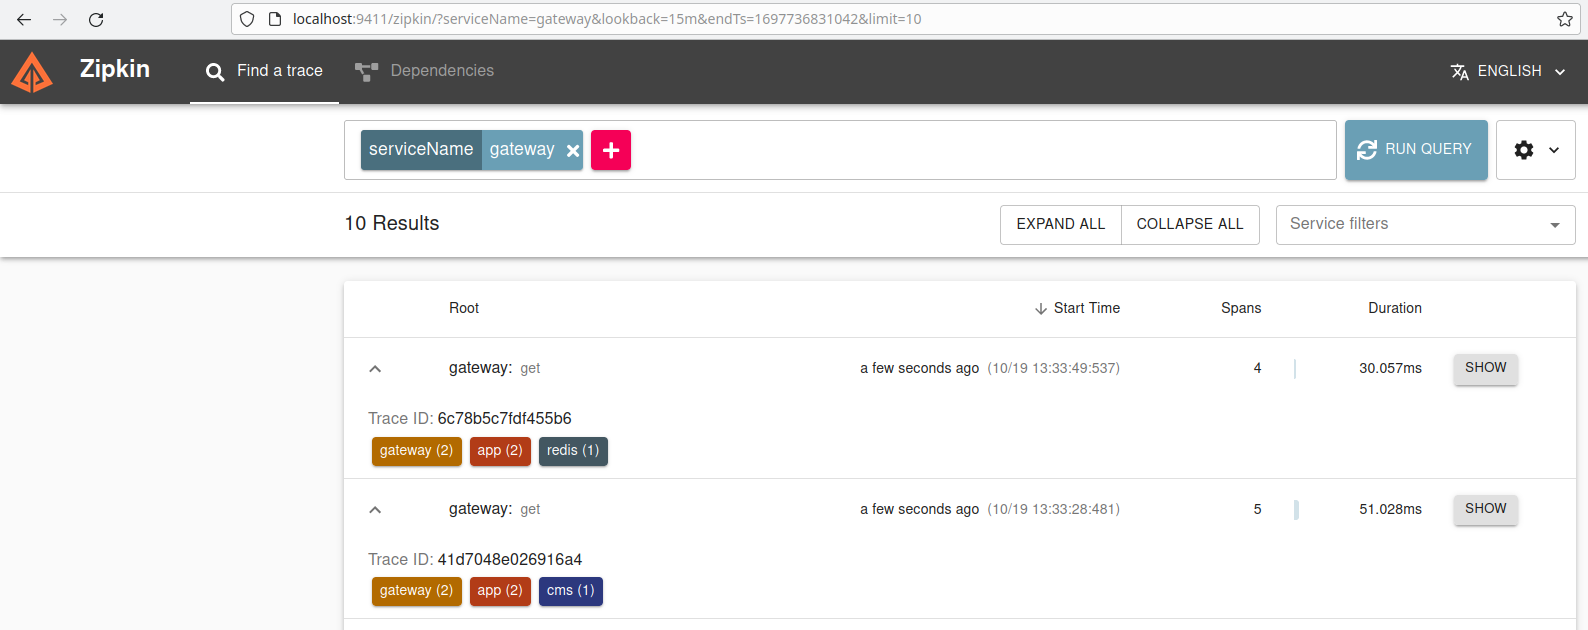 localhost:9411/zipkin/?serviceName=gateway&lookback=15m&endTs=1697736831042&limit=10
Zipkin Find a trace Dependencies ENGLISH
serviceName gateway RUN QUERY
10 Results EXPAND ALL COLLAPSE ALL Service filters
Root Start Time Spans Duration
gateway: get a few seconds ago (10/19 13:33:49:537) 4 30.057ms SHOW
Trace ID: 6c78b5c7fdf455b6
gateway (2) app (2) redis (1)
gateway: get a few seconds ago (10/19 13:33:28:481) 5 51.028ms SHOW
Trace ID: 41d7048e026916a4
gateway (2) app (2) cms (1)